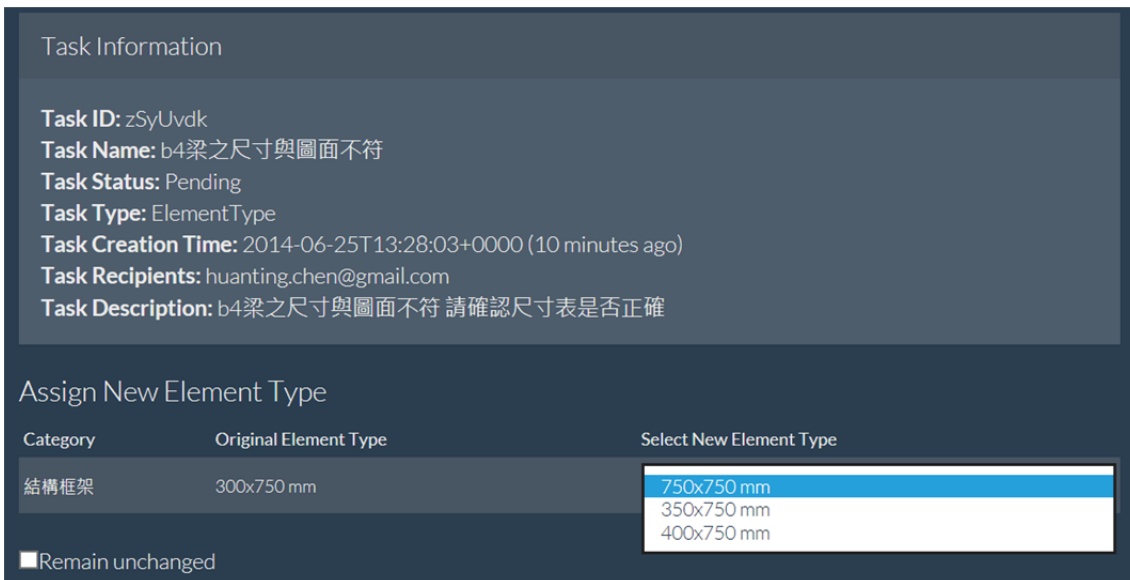 Task Information
Task ID: zSyUvdk
Task Name: b4梁之尺寸與圖面不符
Task Status: Pending
Task Type: ElementType
Task Creation Time: 2014-06-25T13:28:03+0000 (10 minutes ago)
Task Recipients: huanting.chen@gmail.com
Task Description: b4梁之尺寸與圖面不符 請確認尺寸表是否正確
Assign New Element Type
Category Original Element Type Select New Element Type
結構框架 300x750 mm 750x750 mm
350x750 mm
400x750 mm
Remain unchanged